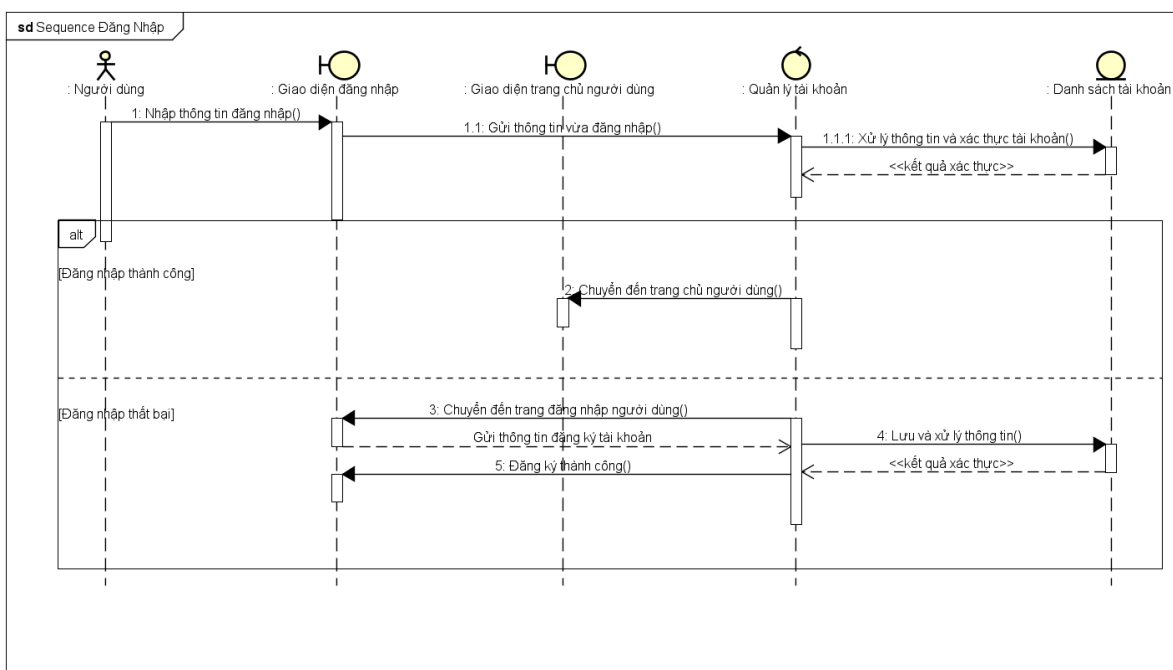 sd Sequence Đăng Nhập
: Người dùng
: Giao diện đăng nhập
: Giao diện trang chủ người dùng
: Quản lý tài khoản
: Danh sách tài khoản
1: Nhập thông tin đăng nhập()
1.1: Gửi thông tin vừa đăng nhập()
1.1.1: Xử lý thông tin và xác thực tài khoản()
<<kết quả xác thực>>
alt
[Đăng nhập thành công]
2: Chuyển đến trang chủ người dùng()
[Đăng nhập thất bại]
3: Chuyển đến trang đăng nhập người dùng()
Gửi thông tin đăng ký tài khoản
4: Lưu và xử lý thông tin()
<<kết quả xác thực>>
5: Đăng ký thành công()